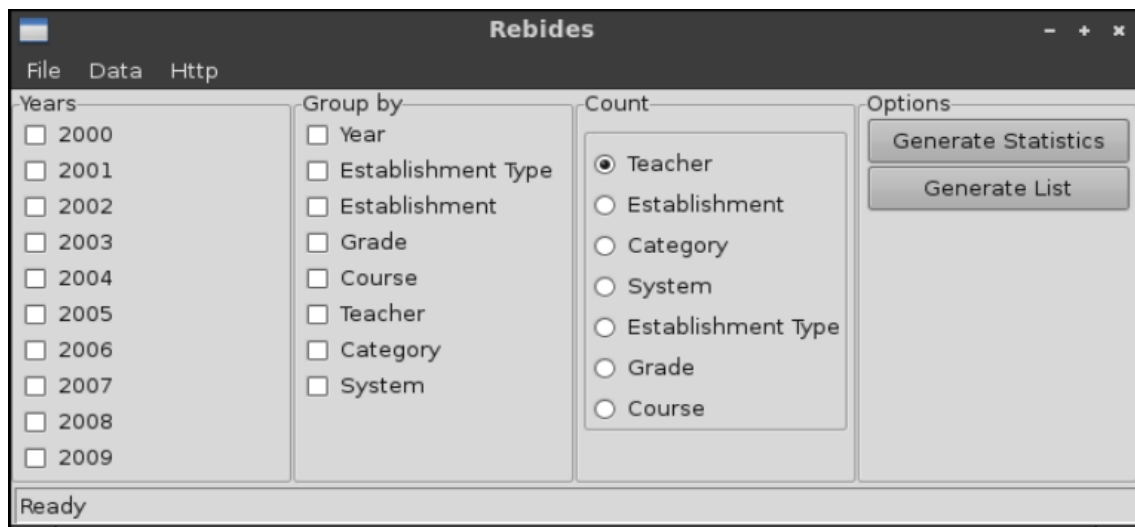 Rebides
File Data Http
Years
2000
2001
2002
2003
2004
2005
2006
2007
2008
2009
Group by
Year
Establishment Type
Establishment
Grade
Course
Teacher
Category
System
Count
Teacher
Establishment
Category
System
Establishment Type
Grade
Course
Options
Generate Statistics
Generate List
Ready